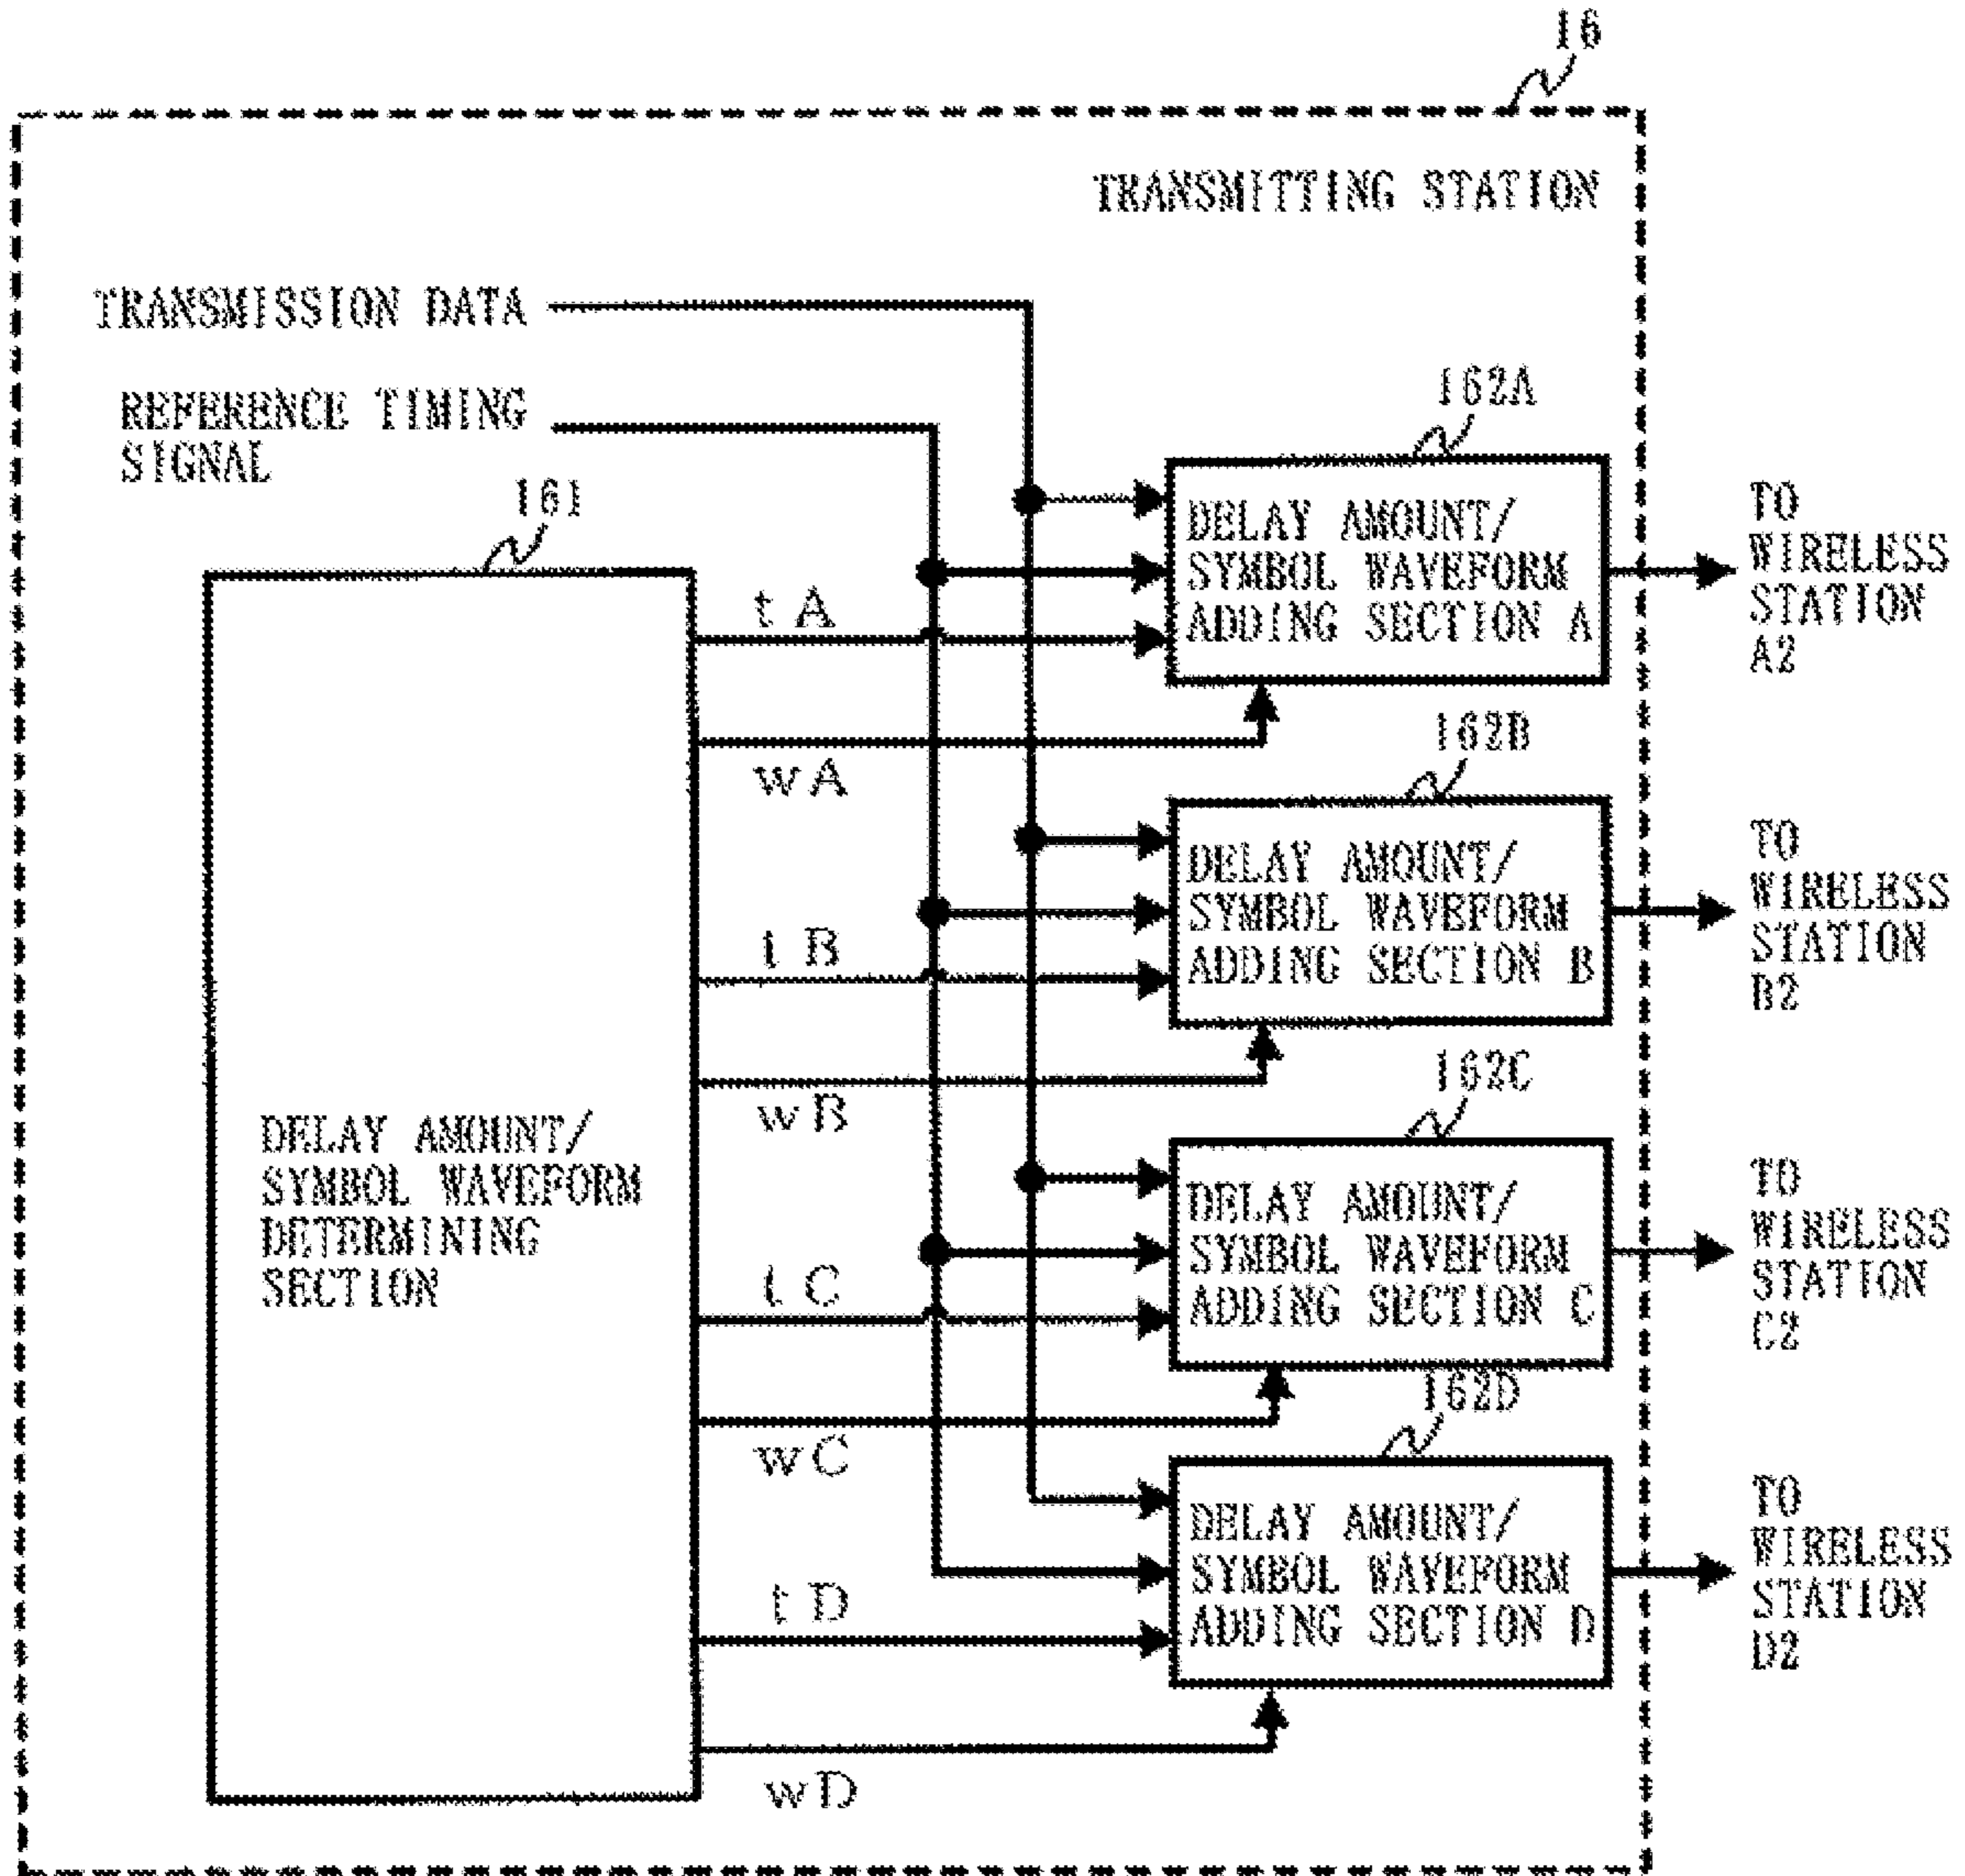 16
TRANSMITTING STATION
TRANSMISSION DATA
REFERENCE TIMING
SIGNAL
161
162A
DELAY AMOUNT/
SYMBOL WAVEFORM
ADDING SECTION A
TO
WIRELESS
STATION
A2
tA
wA
162B
DELAY AMOUNT/
SYMBOL WAVEFORM
ADDING SECTION B
TO
WIRELESS
STATION
B2
tB
wB
DELAY AMOUNT/
SYMBOL WAVEFORM
DETERMINING
SECTION
162C
DELAY AMOUNT/
SYMBOL WAVEFORM
ADDING SECTION C
TO
WIRELESS
STATION
C2
tC
wC
162D
DELAY AMOUNT/
SYMBOL WAVEFORM
ADDING SECTION D
TO
WIRELESS
STATION
D2
tD
wD